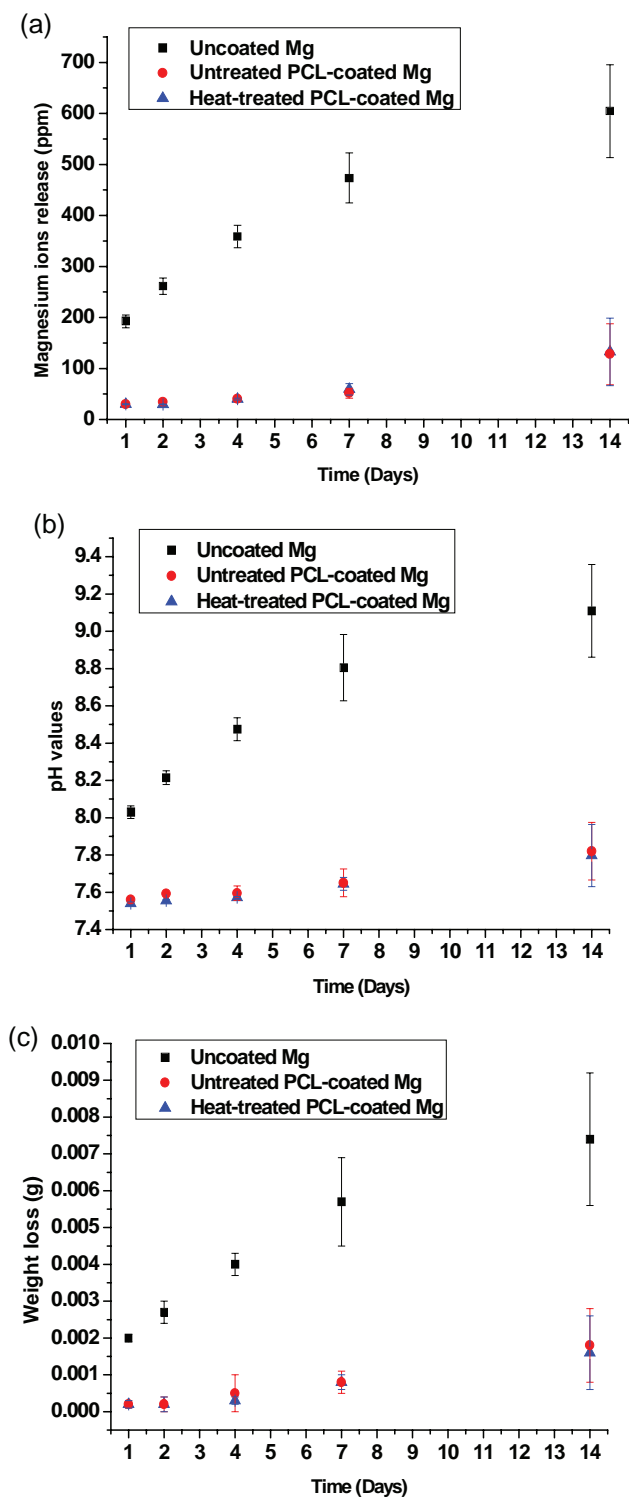 (a)
Uncoated Mg
Untreated PCL-coated Mg
Heat-treated PCL-coated Mg
Magnesium ions release (ppm)
700
600
500
400
300
200
100
0
1 2 3 4 5 6 7 8 9 10 11 12 13 14
Time (Days)
(b)
Uncoated Mg
Untreated PCL-coated Mg
Heat-treated PCL-coated Mg
pH values
9.4
9.2
9.0
8.8
8.6
8.4
8.2
8.0
7.8
7.6
7.4
1 2 3 4 5 6 7 8 9 10 11 12 13 14
Time (Days)
(c)
Uncoated Mg
Untreated PCL-coated Mg
Heat-treated PCL-coated Mg
Weight loss (g)
0.010
0.009
0.008
0.007
0.006
0.005
0.004
0.003
0.002
0.001
0.000
1 2 3 4 5 6 7 8 9 10 11 12 13 14
Time (Days)